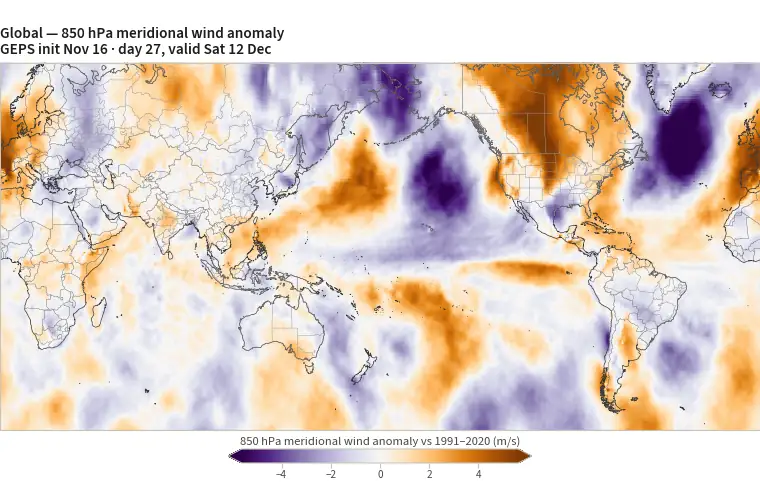 Global — 850 hPa meridional wind anomaly
GEPS init Nov 16 · day 27, valid Sat 12 Dec
850 hPa meridional wind anomaly vs 1991–2020 (m/s)
−4 −2 0 2 4